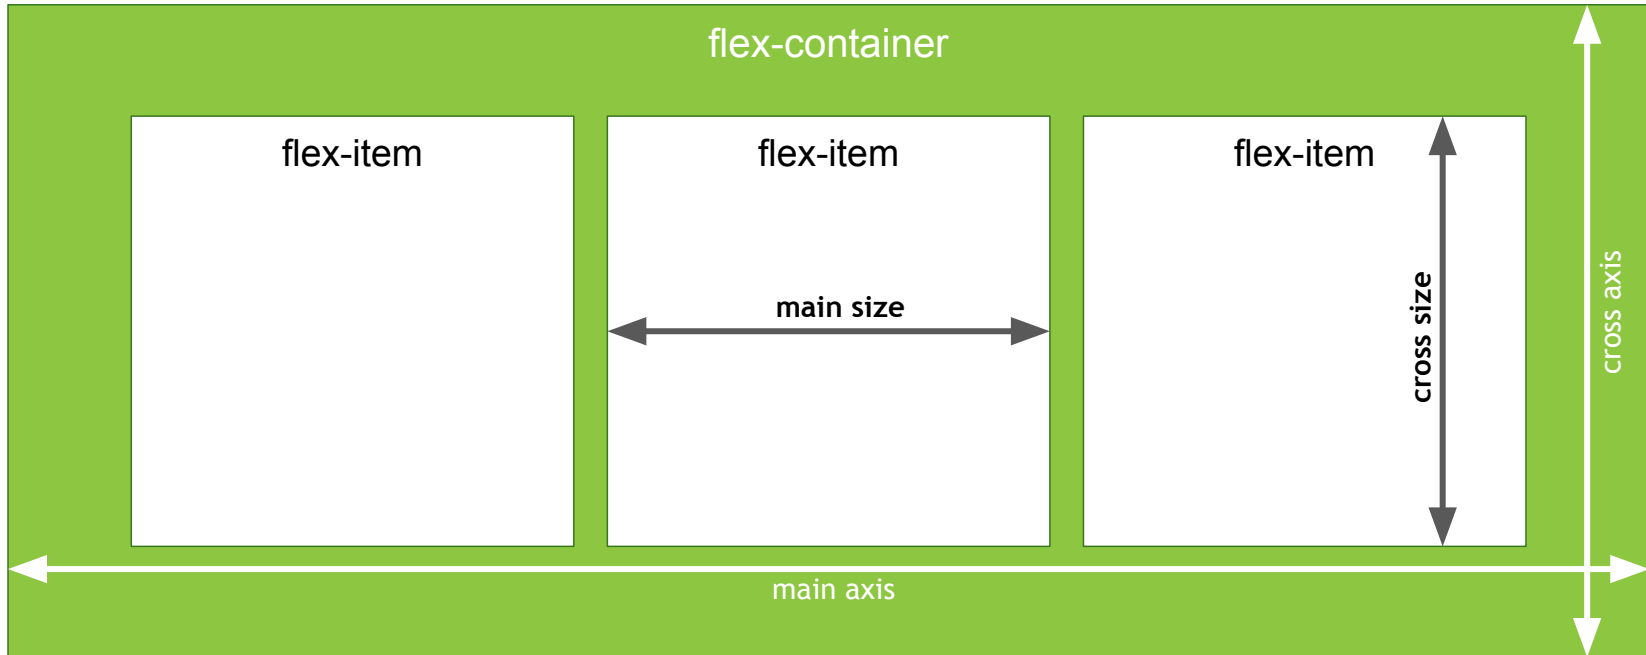 flex-container
flex-item
flex-item
flex-item
main size
cross size
cross axis
main axis